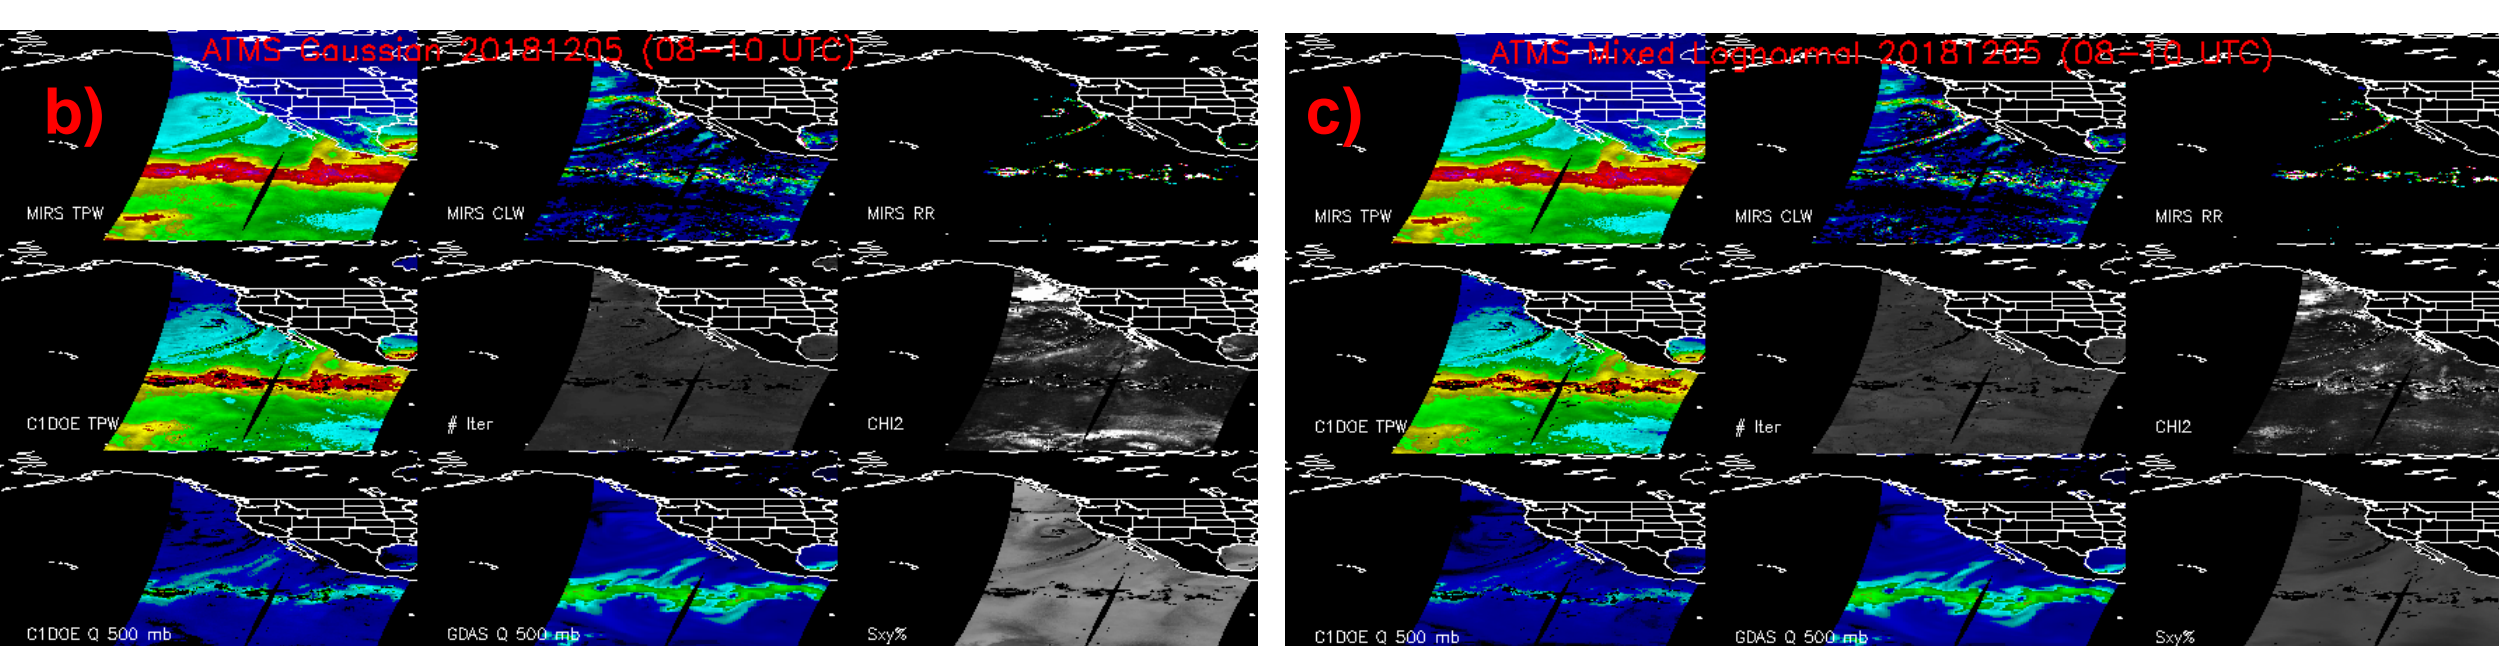 ATMS Gaussian 20181205 (08-10 UTC)
b)
MIRS TPW
MIRS CLW
MIRS RR
C1DOE TPW
# Iter
CHI2
C1DOE Q 500 mb
GDAS Q 500 mb
Sxy%
ATMS Mixed Lognormal 20181205 (08-10 UTC)
c)
MIRS TPW
MIRS CLW
MIRS RR
C1DOE TPW
# Iter
CHI2
C1DOE Q 500 mb
GDAS Q 500 mb
Sxy%